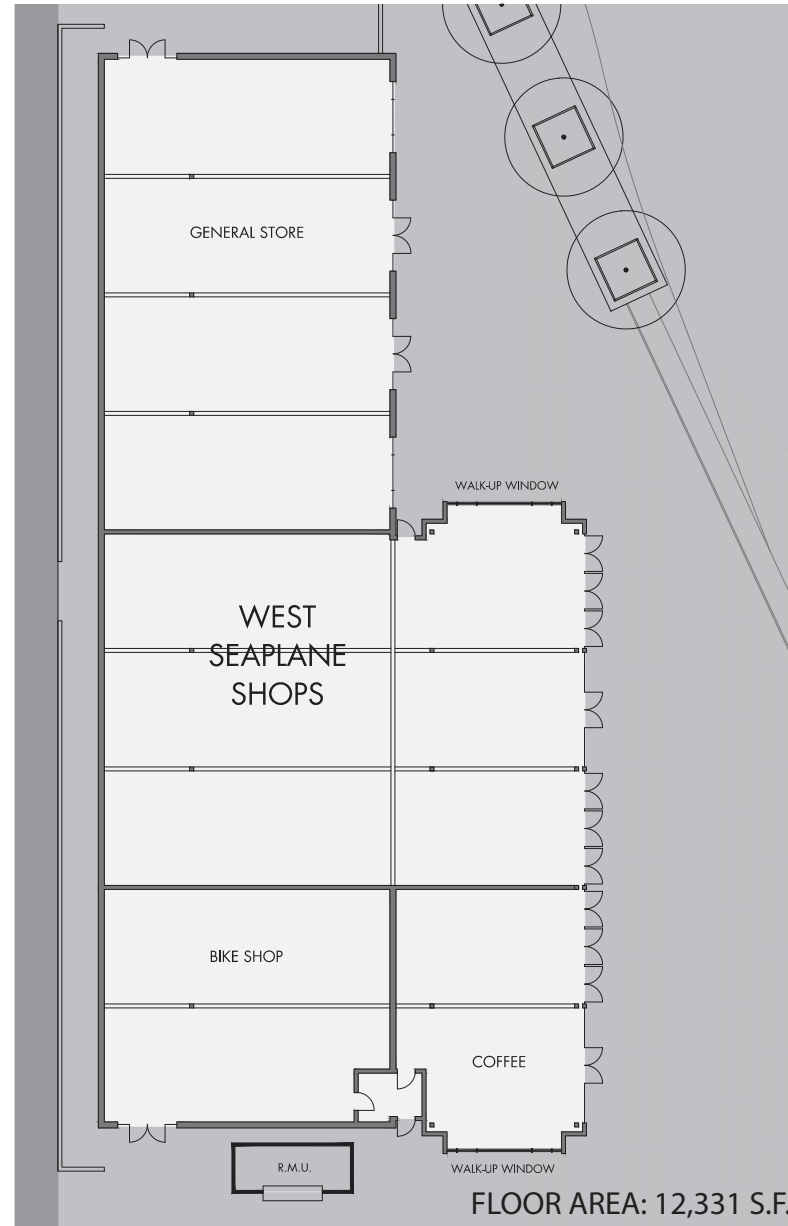 GENERAL STORE
WALK-UP WINDOW
WEST
SEAPLANE
SHOPS
BIKE SHOP
COFFEE
R.M.U.
WALK-UP WINDOW
FLOOR AREA: 12,331 S.F.